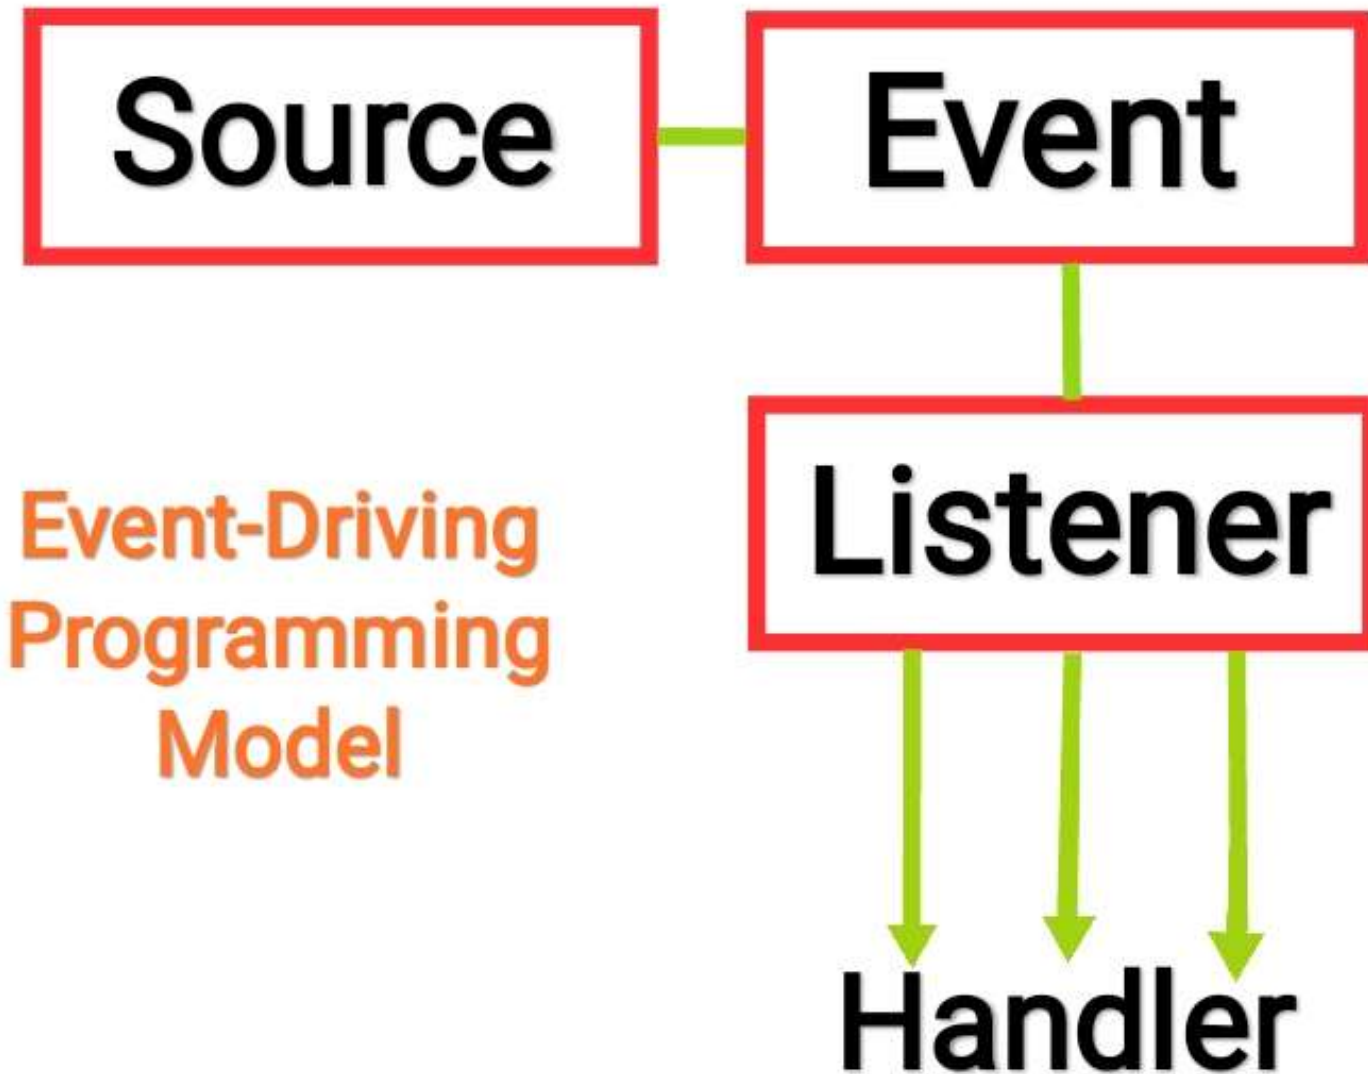 Source
Event
Listener
Event-Driving
Programming
Model
Handler